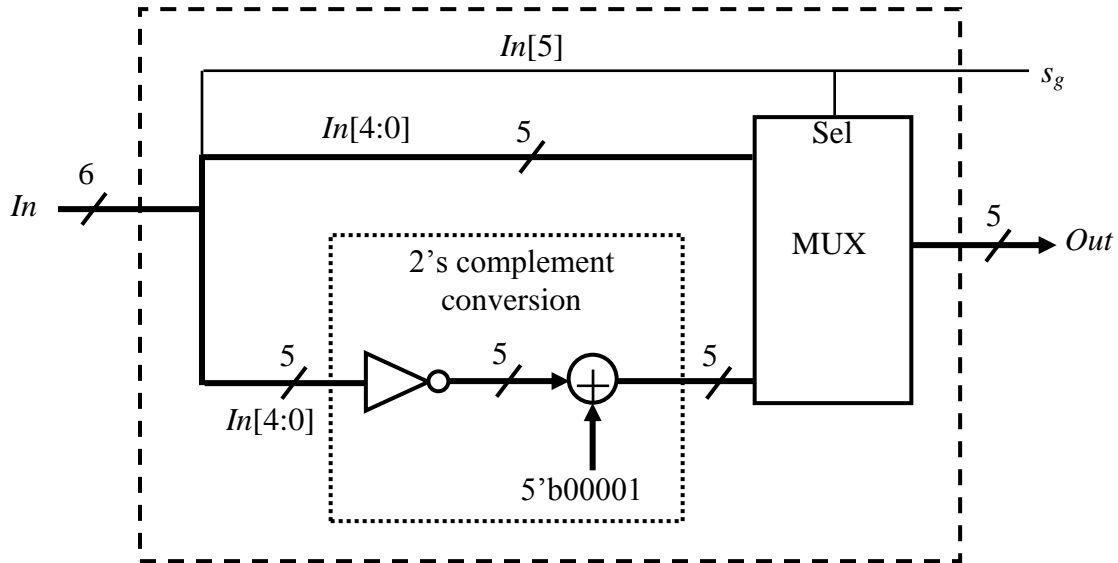 In[5]
s_g
In[4:0]
5
Sel
6
In
MUX
5
Out
2's complement
conversion
5
5
5
In[4:0]
5'b00001